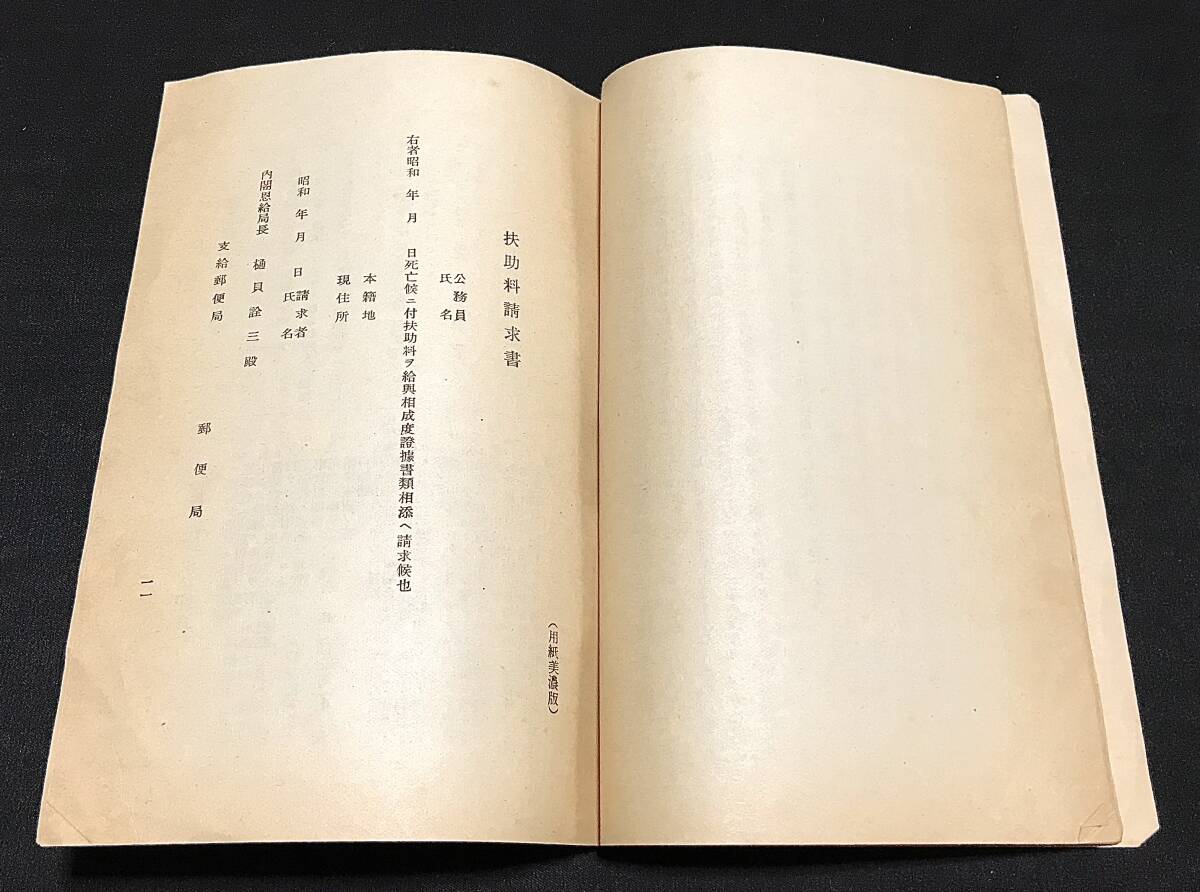 （用紙美濃版）
扶助料請求書
公務員
氏名
右者昭和　年　月　日死亡候ニ付扶助料ヲ給與相成度證據書類相添ヘ請求候也
本籍地
現住所
昭和　年　月　日請求者
氏名
内閣恩給局長　樋貝詮三殿
支給郵便局
郵便局
一一